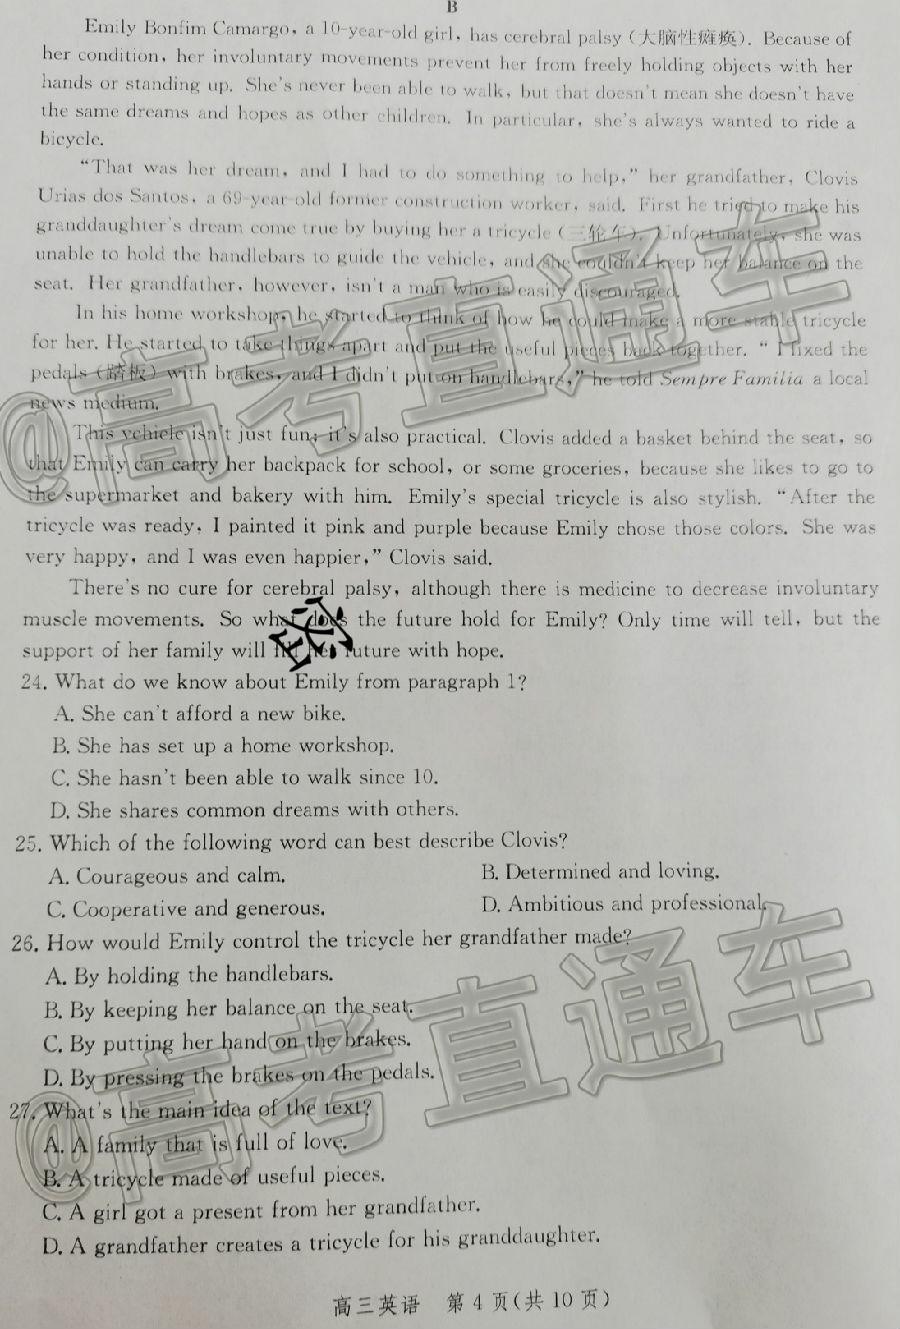 B
Emily Bonfim Camargo, a 10-year-old girl, has cerebral palsy (大脑性瘫痪). Because of
her condition, her involuntary movements prevent her from freely holding objects with her
hands or standing up. She's never been able to walk, but that doesn't mean she doesn't have
the same dreams and hopes as other children. In particular, she's always wanted to ride a
bicycle.
"That was her dream, and I had to do something to help," her grandfather, Clovis
Urias dos Santos, a 69-year-old former construction worker, said. First he tried to make his
granddaughter's dream come true by buying her a tricycle (三轮车). Unfortunately, she was
unable to hold the handlebars to guide the vehicle, and she couldn't keep her balance on the
seat. Her grandfather, however, isn't a man who is easily discouraged.
In his home workshop, he started to think of how he could make a more stable tricycle
for her. He started to take things apart and put the useful pieces back together. " I fixed the
pedals (踏板) with brakes, and I didn't put on handlebars," he told Sempre Familia a local
news medium.
This vehicle isn't just fun; it's also practical. Clovis added a basket behind the seat, so
that Emily can carry her backpack for school, or some groceries, because she likes to go to
the supermarket and bakery with him. Emily's special tricycle is also stylish. "After the
tricycle was ready, I painted it pink and purple because Emily chose those colors. She was
very happy, and I was even happier," Clovis said.
There's no cure for cerebral palsy, although there is medicine to decrease involuntary
muscle movements. So what does the future hold for Emily? Only time will tell, but the
support of her family will fill her future with hope.
密
24. What do we know about Emily from paragraph 1?
A. She can't afford a new bike.
B. She has set up a home workshop.
C. She hasn't been able to walk since 10.
D. She shares common dreams with others.
25. Which of the following word can best describe Clovis?
A. Courageous and calm. B. Determined and loving.
C. Cooperative and generous. D. Ambitious and professional.
26. How would Emily control the tricycle her grandfather made?
A. By holding the handlebars.
B. By keeping her balance on the seat.
C. By putting her hand on the brakes.
D. By pressing the brakes on the pedals.
27. What's the main idea of the text?
A. A family that is full of love.
B. A tricycle made of useful pieces.
C. A girl got a present from her grandfather.
D. A grandfather creates a tricycle for his granddaughter.
高三英语 第 4 页(共 10 页)
@高考直通车
@高考直通车